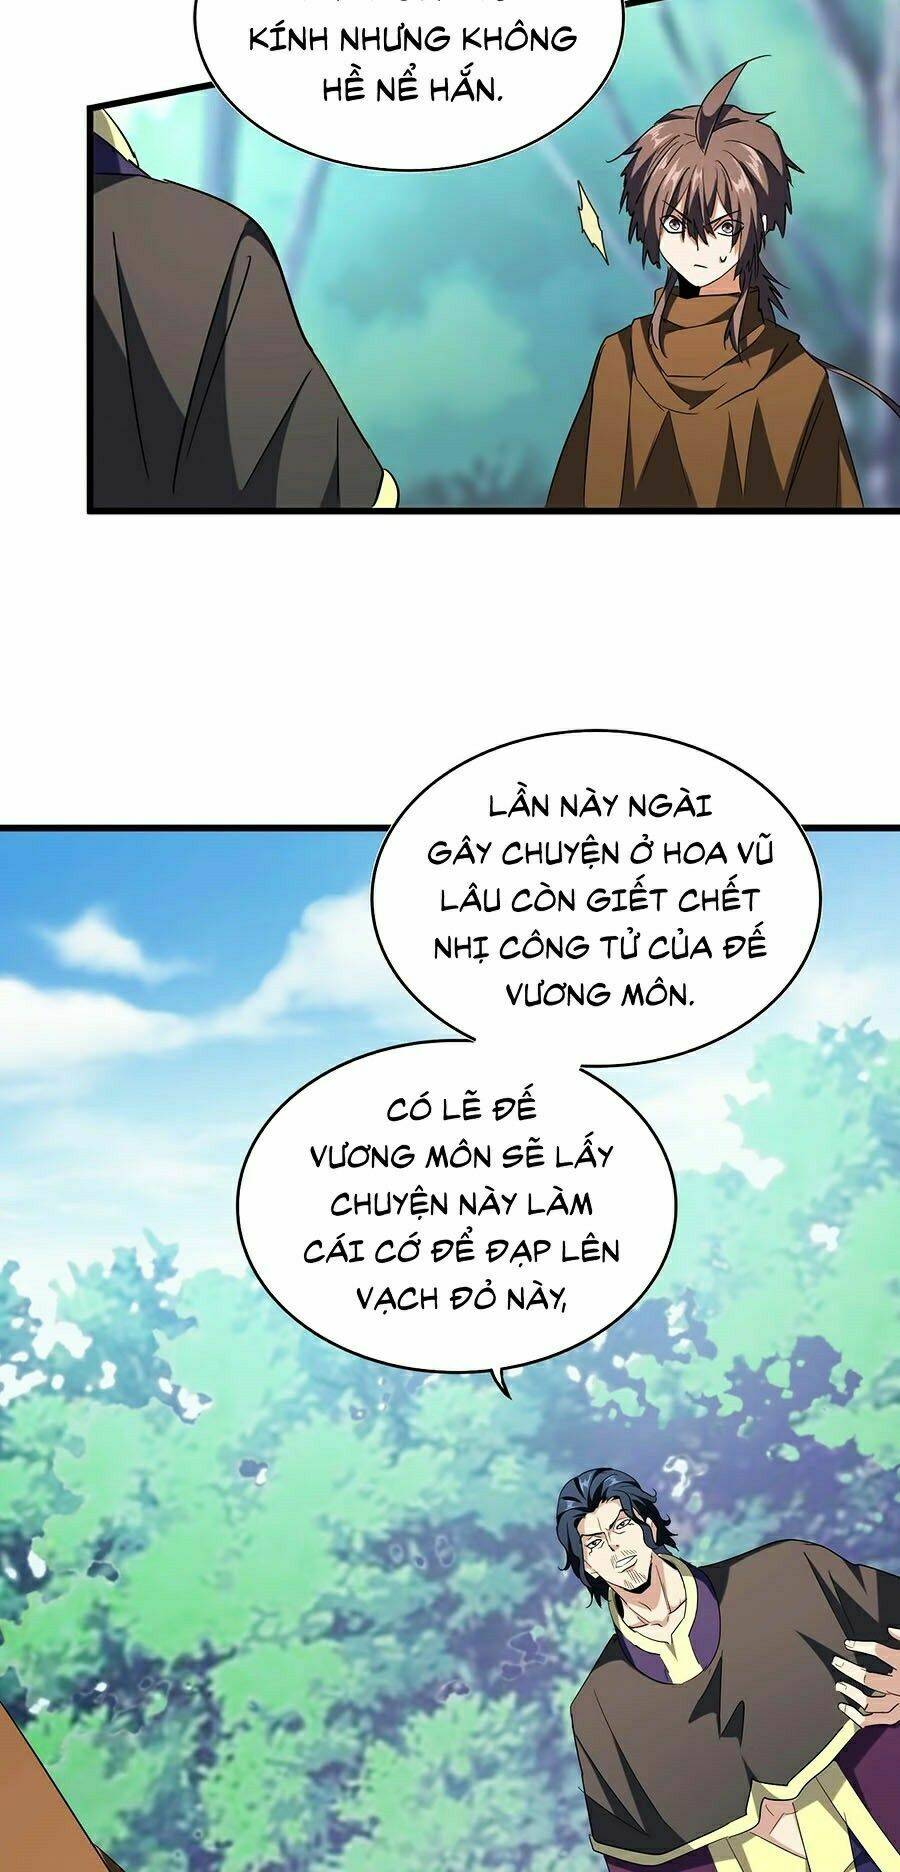 KÍNH NHƯNG KHÔNG
HỀ NỂ HẮN.
LẦN NÀY NGÀI
GÂY CHUYỆN Ở HOA VŨ
LÂU CÒN GIẾT CHẾT
NHỊ CÔNG TỬ CỦA ĐẾ
VƯƠNG MÔN.
CÓ LẼ ĐẾ
VƯƠNG MÔN SẼ LẤY
CHUYỆN NÀY LÀM
CÁI CỚ ĐỂ ĐẠP LÊN
VẠCH ĐỎ NÀY,